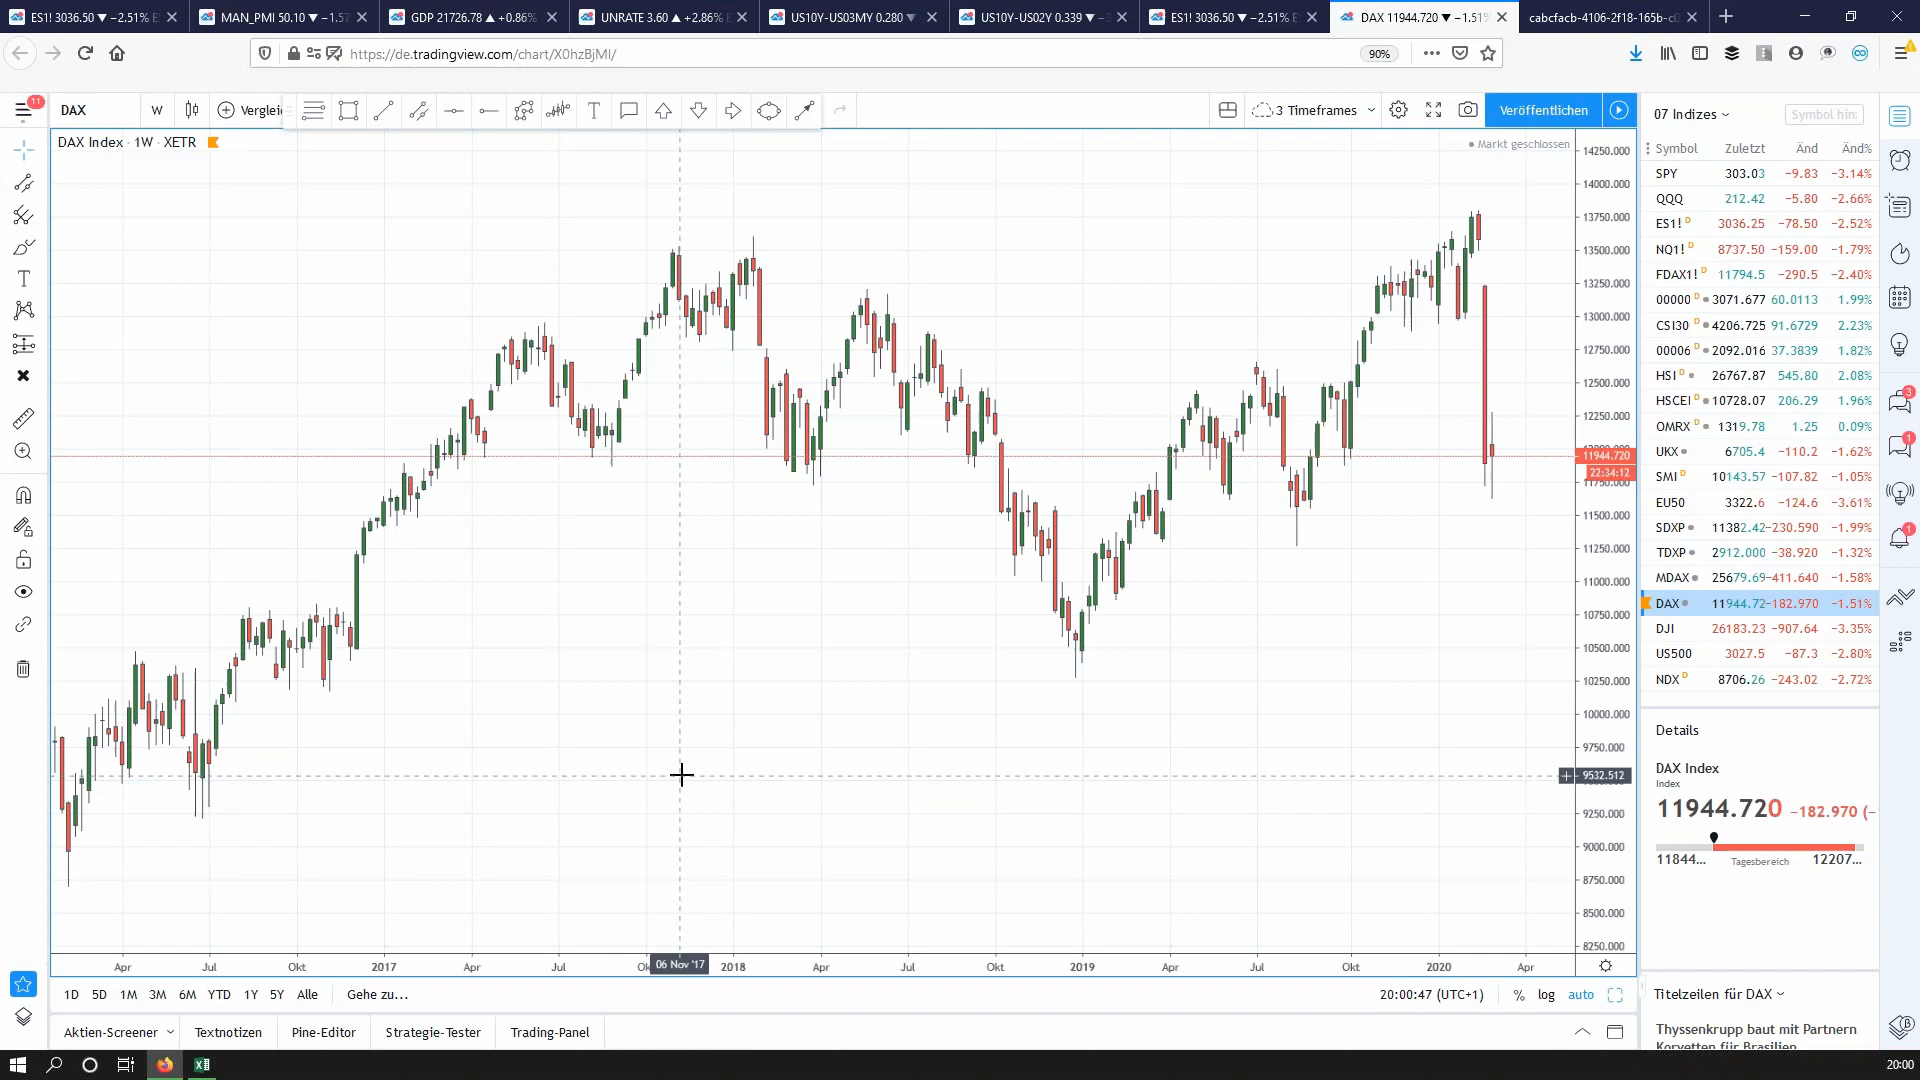 ES1! 3036.50 ▼ −2.51% E
MAN_PMI 50.10 ▼ −1.57
GDP 21726.78 ▲ +0.86%
UNRATE 3.60 ▲ +2.86% E
US10Y-US03MY 0.280 ▼
US10Y-US02Y 0.339 ▼ −
ES1! 3036.50 ▼ −2.51% E
DAX 11944.720 ▼ −1.51%
cabcfacb-4106-2f18-165b-c0
https://de.tradingview.com/chart/X0hzBjMI/
90%
11
DAX
W
Verglei
T
3 Timeframes
Veröffentlichen
07 Indizes
Symbol hin:
DAX Index · 1W · XETR
Markt geschlossen
Symbol Zuletzt Änd Änd%
SPY 303.03 −9.83 −3.14%
QQQ 212.42 −5.80 −2.66%
ES1! D 3036.25 −78.50 −2.52%
NQ1! D 8737.50 −159.00 −1.79%
FDAX1! D 11794.5 −290.5 −2.40%
00000 D 3071.677 60.0113 1.99%
CSI30 D 4206.725 91.6729 2.23%
00006 D 2092.016 37.3839 1.82%
HSI D 26767.87 545.80 2.08%
HSCEI D 10728.07 206.29 1.96%
OMRX D 1319.78 1.25 0.09%
UKX 6705.4 −110.2 −1.62%
SMI D 10143.57 −107.82 −1.05%
EU50 3322.6 −124.6 −3.61%
SDXP 11382.42 −230.590 −1.99%
TDXP 2912.000 −38.920 −1.32%
MDAX 25679.69 −411.640 −1.58%
DAX 11944.72 −182.970 −1.51%
DJI 26183.23 −907.64 −3.35%
US500 3027.5 −87.3 −2.80%
NDX D 8706.26 −243.02 −2.72%
14250.000
14000.000
13750.000
13500.000
13250.000
13000.000
12750.000
12500.000
12250.000
11944.720
22:34:12
11750.000
11500.000
11250.000
11000.000
10750.000
10500.000
10250.000
10000.000
9750.000
9532.512
9250.000
9000.000
8750.000
8500.000
8250.000
Apr Jul Okt 2017 Apr Jul Ok 06 Nov '17 2018 Apr Jul Okt 2019 Apr Jul Okt 2020 Apr
Details
DAX Index
Index
11944.720 −182.970 (−
11844... Tagesbereich 12207...
Titelzeilen für DAX
Thyssenkrupp baut mit Partnern
Korvetten für Brasilien
3
1
1
1D 5D 1M 3M 6M YTD 1Y 5Y Alle Gehe zu...
20:00:47 (UTC+1) % log auto
Aktien-Screener Textnotizen Pine-Editor Strategie-Tester Trading-Panel
20:00